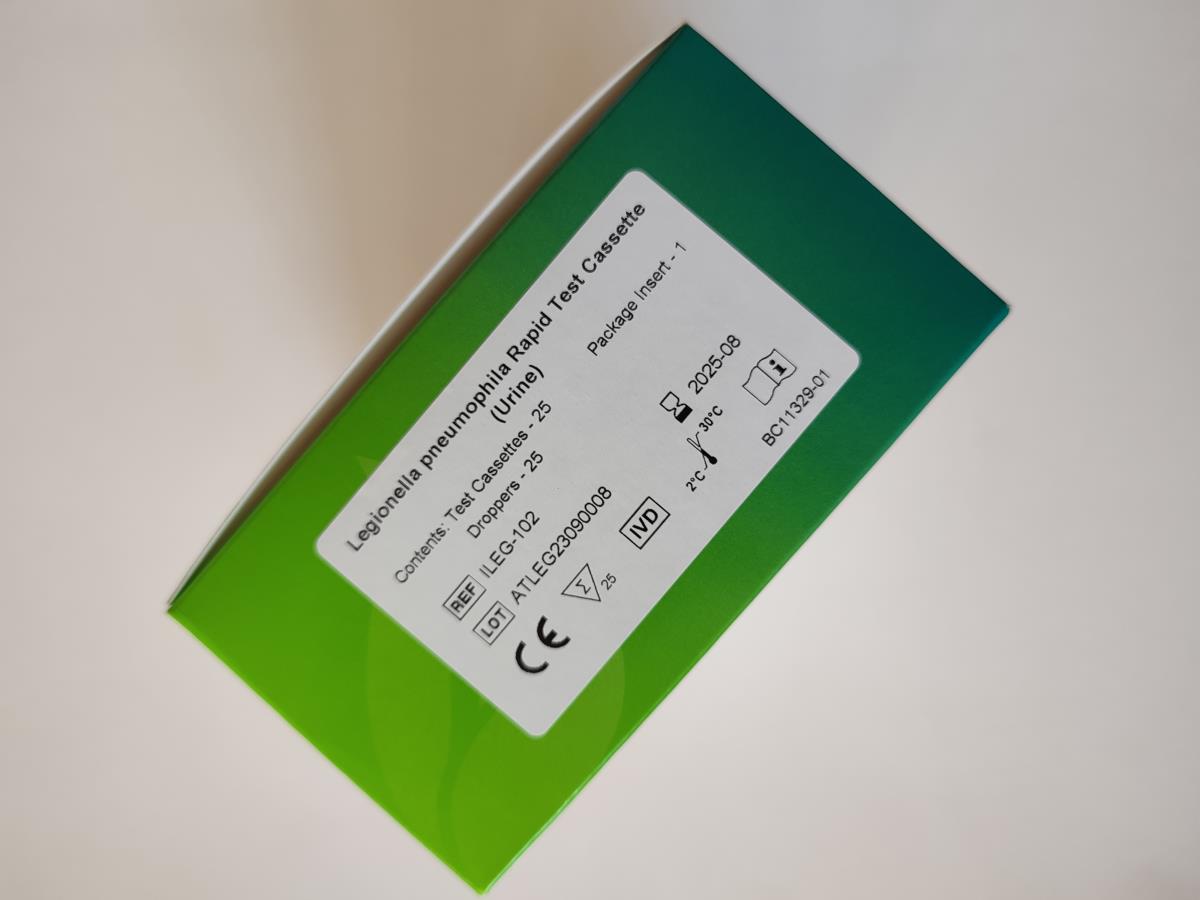 Legionella pneumophila Rapid Test Cassette
(Urine)
Contents: Test Cassettes - 25
Package Insert - 1
Droppers - 25
REF ILEG-102
LOT ATLEG23090008
2025-08
CE
Σ 25
IVD
2°C 30°C
i
BC11329-01